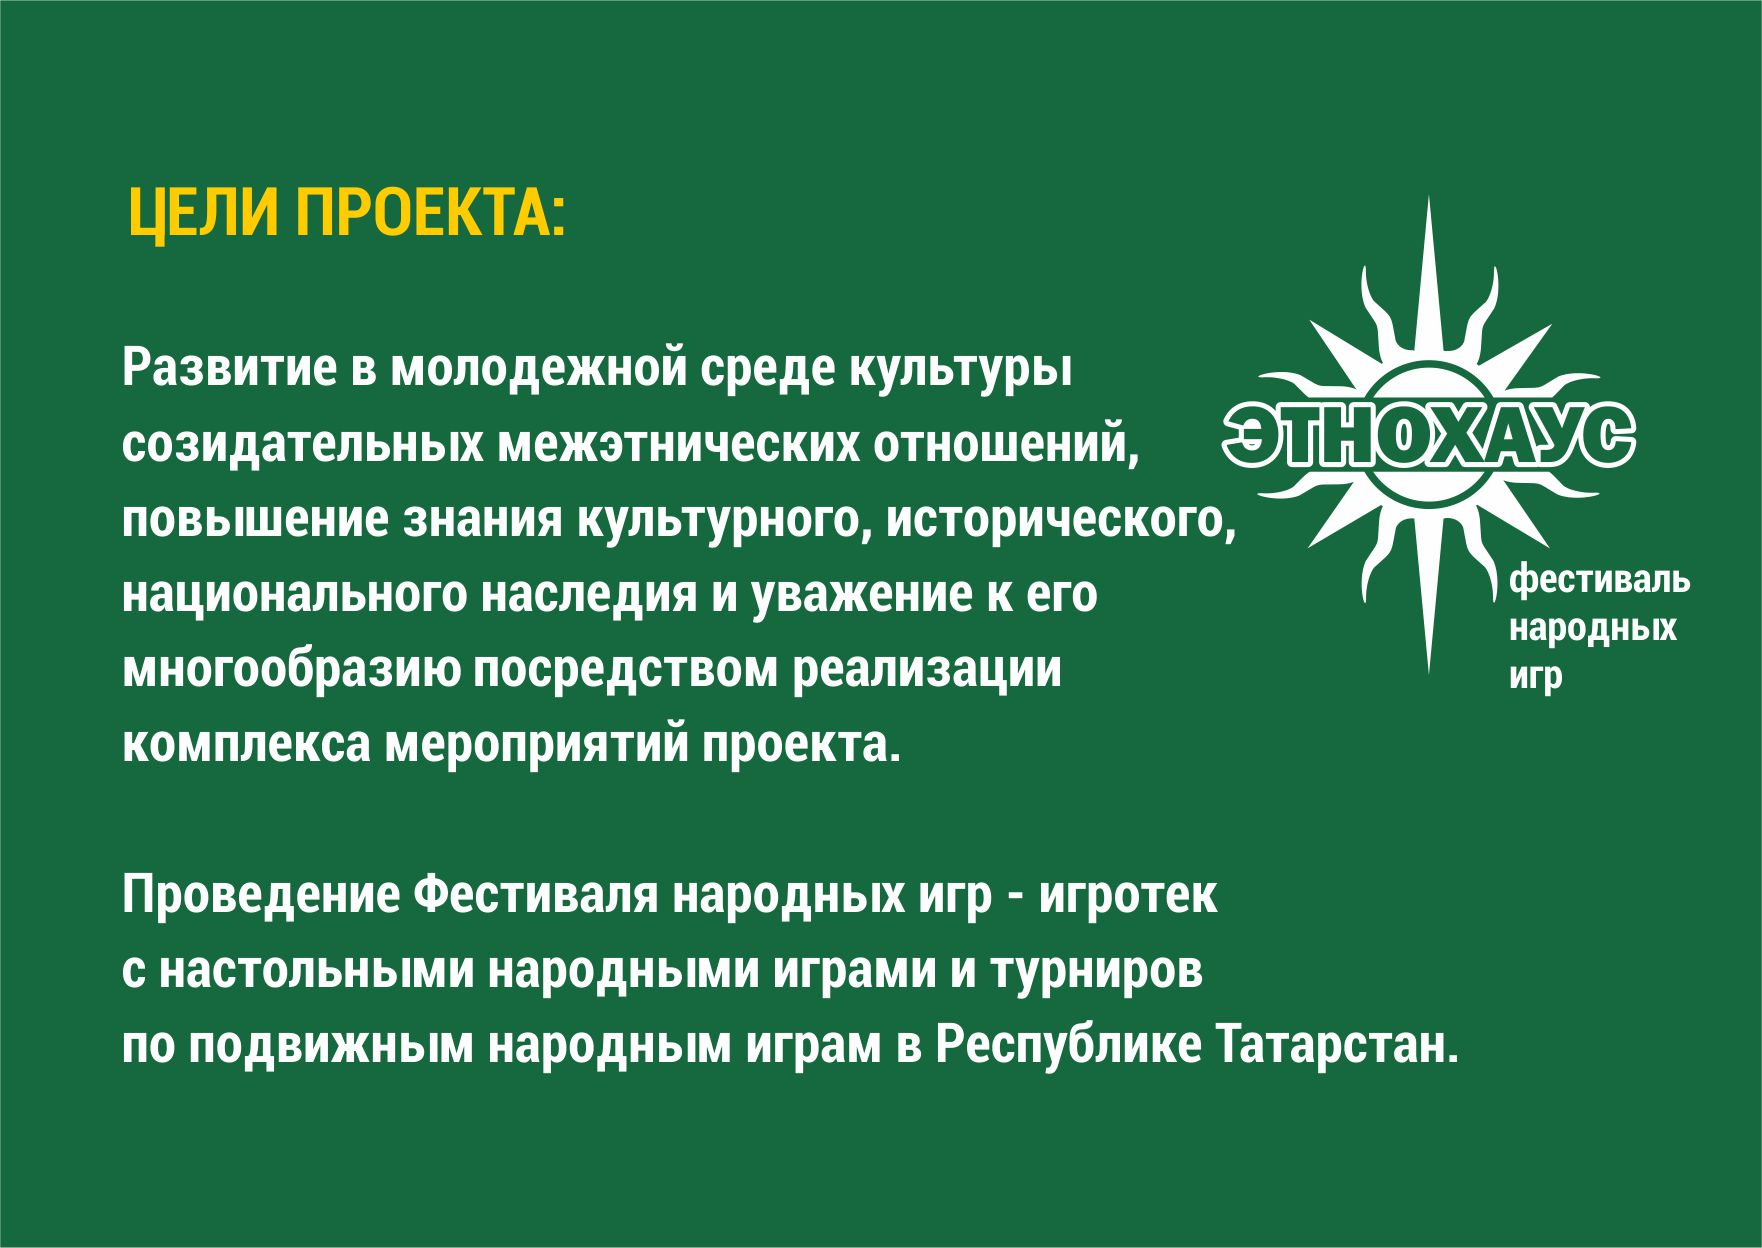 ЦЕЛИ ПРОЕКТА:
Развитие в молодежной среде культуры
созидательных межэтнических отношений,
повышение знания культурного, исторического,
национального наследия и уважение к его
многообразию посредством реализации
комплекса мероприятий проекта.
Проведение Фестиваля народных игр - игротек
с настольными народными играми и турниров
по подвижным народным играм в Республике Татарстан.
ЭТНОХАУС
фестиваль
народных
игр